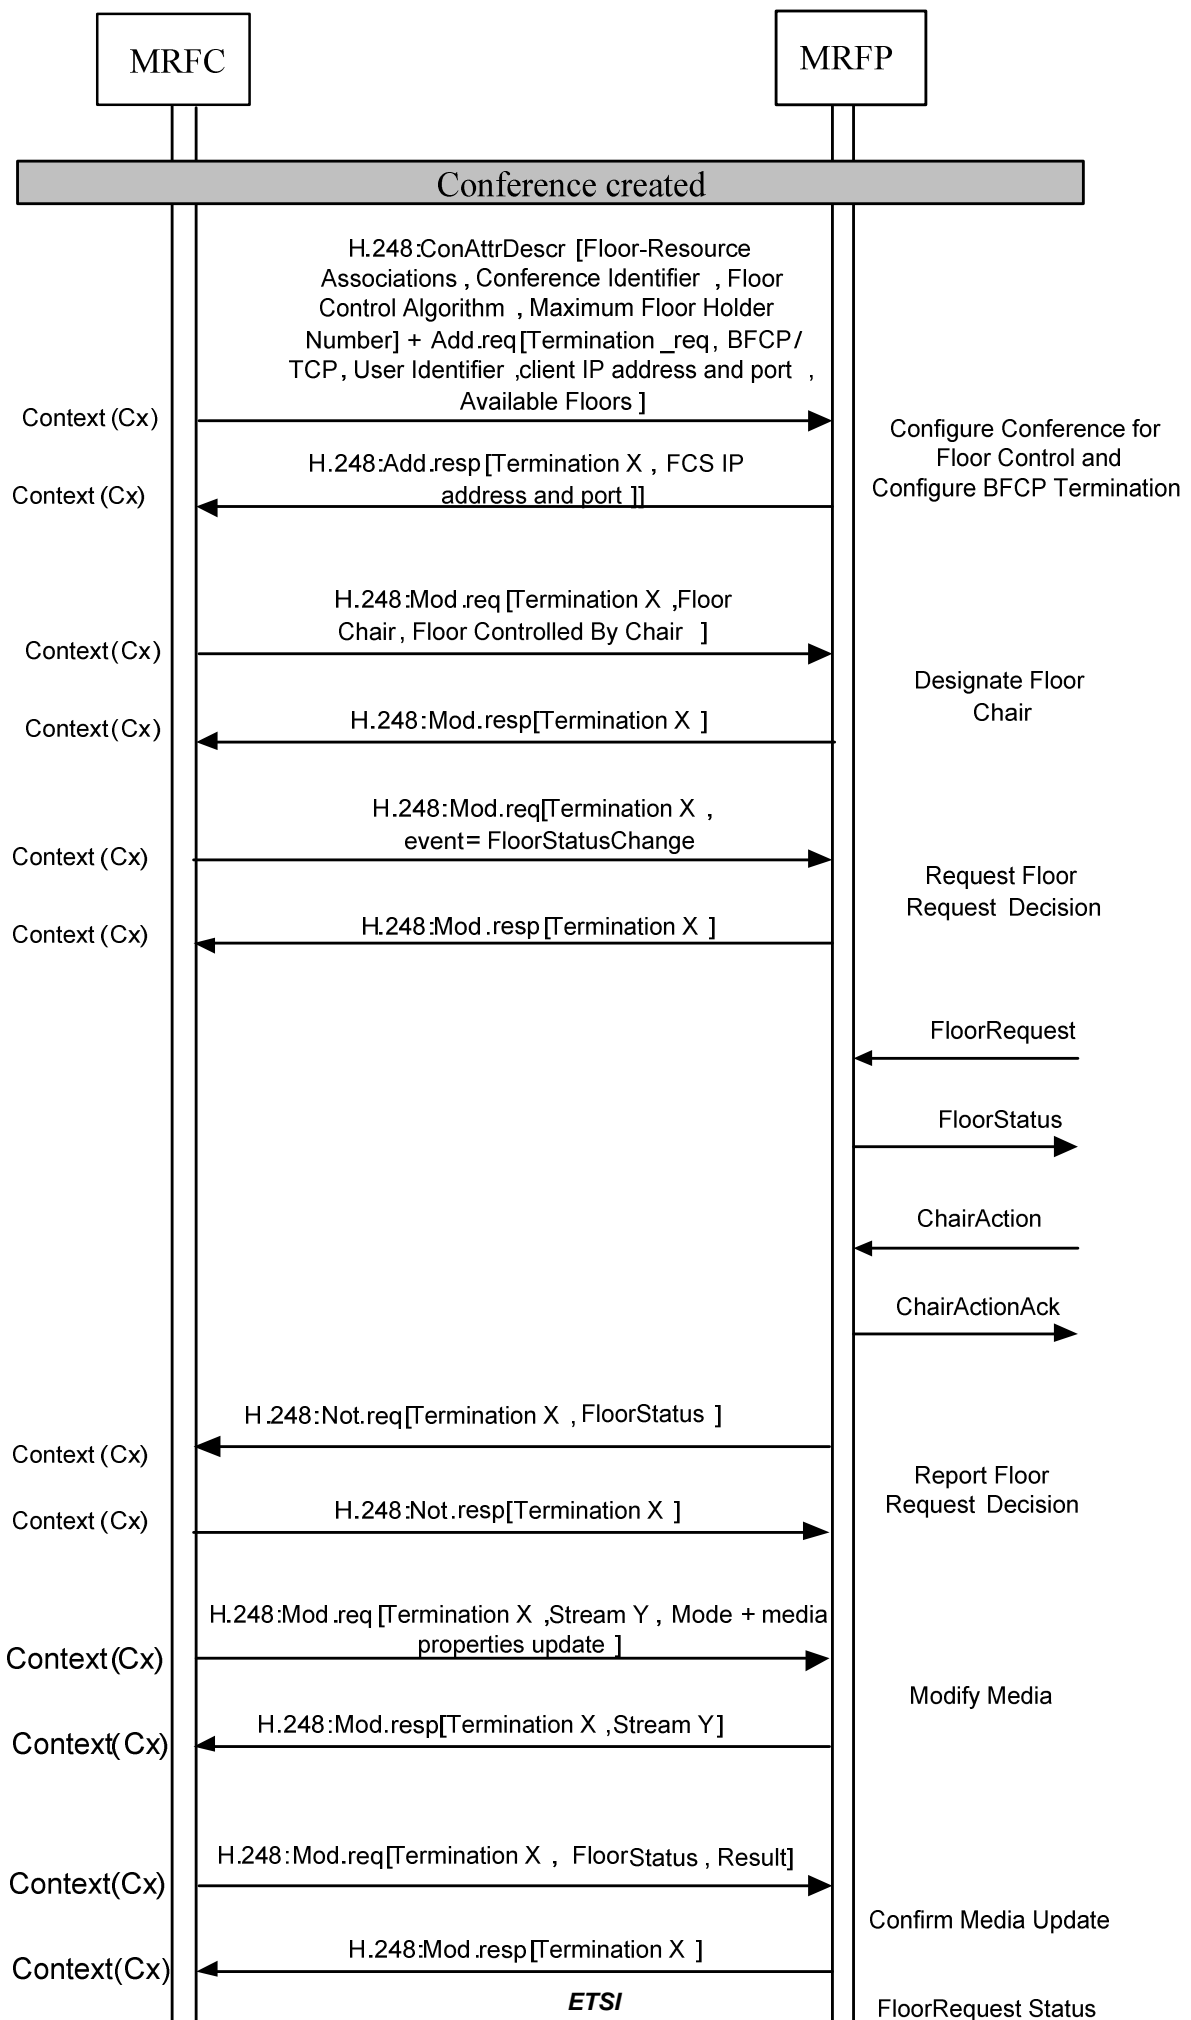 MRFC
MRFP
Conference created
H.248:ConAttrDescr [Floor-Resource
Associations , Conference Identifier , Floor
Control Algorithm , Maximum Floor Holder
Number] + Add.req[Termination _req, BFCP/
TCP, User Identifier ,client IP address and port ,
Available Floors ]
Context (Cx)
Configure Conference for
Floor Control and
Configure BFCP Termination
H.248:Add.resp[Termination X , FCS IP
address and port ]]
Context (Cx)
H.248:Mod.req [Termination X ,Floor
Chair, Floor Controlled By Chair ]
Context (Cx)
Designate Floor
Chair
H.248:Mod.resp[Termination X ]
Context (Cx)
H.248:Mod.req[Termination X ,
event= FloorStatusChange
Context (Cx)
Request Floor
Request Decision
H.248:Mod.resp[Termination X ]
Context (Cx)
FloorRequest
FloorStatus
ChairAction
ChairActionAck
H.248:Not.req[Termination X , FloorStatus ]
Context (Cx)
Report Floor
Request Decision
H.248:Not.resp[Termination X ]
Context (Cx)
H.248:Mod.req [Termination X ,Stream Y , Mode + media
properties update ]
Context (Cx)
Modify Media
H.248:Mod.resp[Termination X ,Stream Y]
Context( Cx)
H.248:Mod.req[Termination X , FloorStatus , Result]
Context(Cx)
Confirm Media Update
H.248:Mod.resp[Termination X ]
Context(Cx)
ETSI
FloorRequest Status